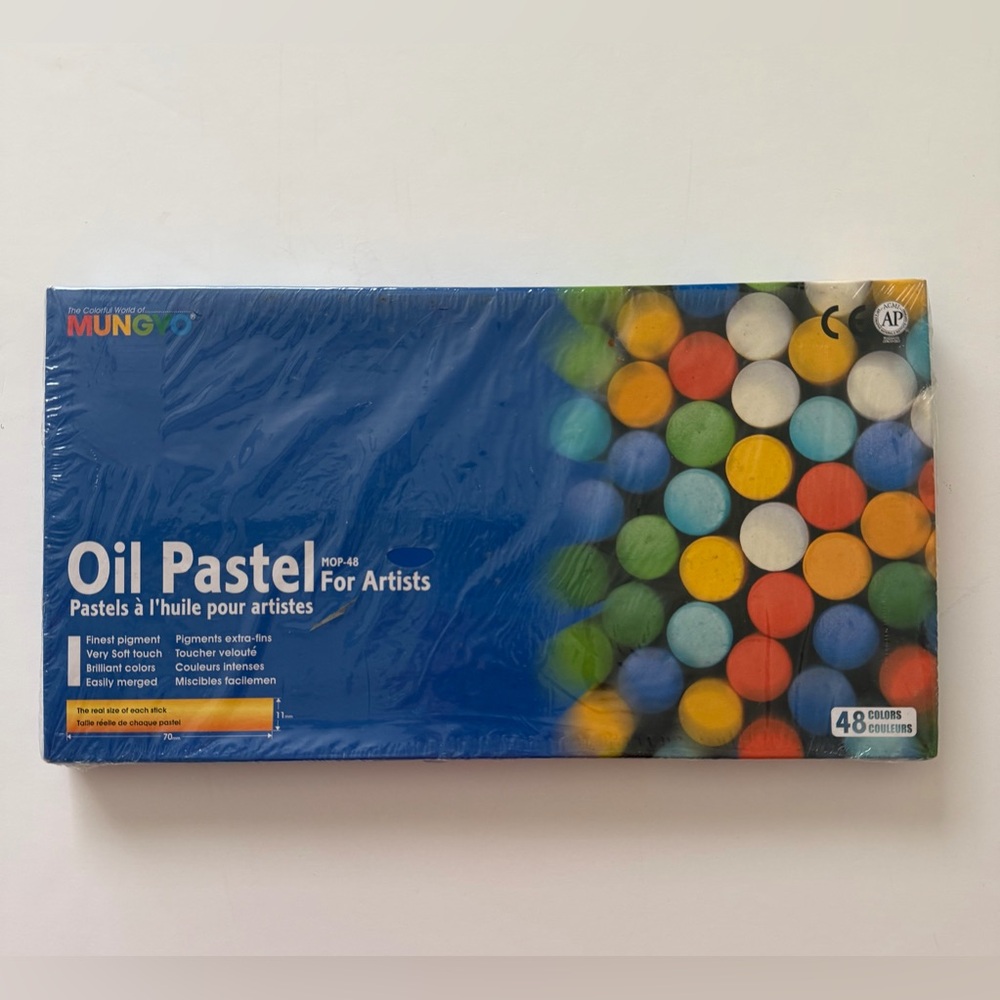 The Colorful World of
MUNGYO
CE
AP
Oil Pastel
MOP-48
For Artists
Pastels à l'huile pour artistes
Finest pigment Pigments extra-fins
Very Soft touch Toucher velouté
Brilliant colors Couleurs intenses
Easily merged Miscibles facilemen
The real size of each stick
Taille réelle de chaque pastel
11mm
70mm
48 COLORS
COULEURS